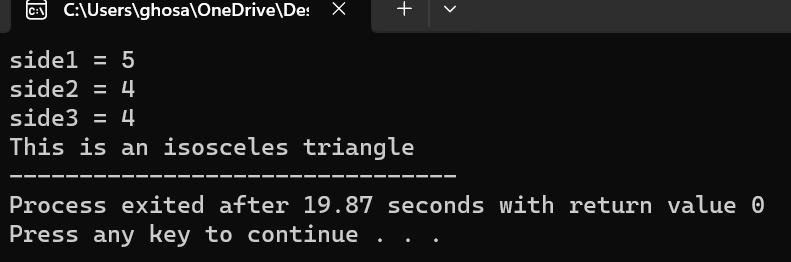 C:\Users\ghosa\OneDrive\Des
side1 = 5
side2 = 4
side3 = 4
This is an isosceles triangle
--------------------------------
Process exited after 19.87 seconds with return value 0
Press any key to continue . . .